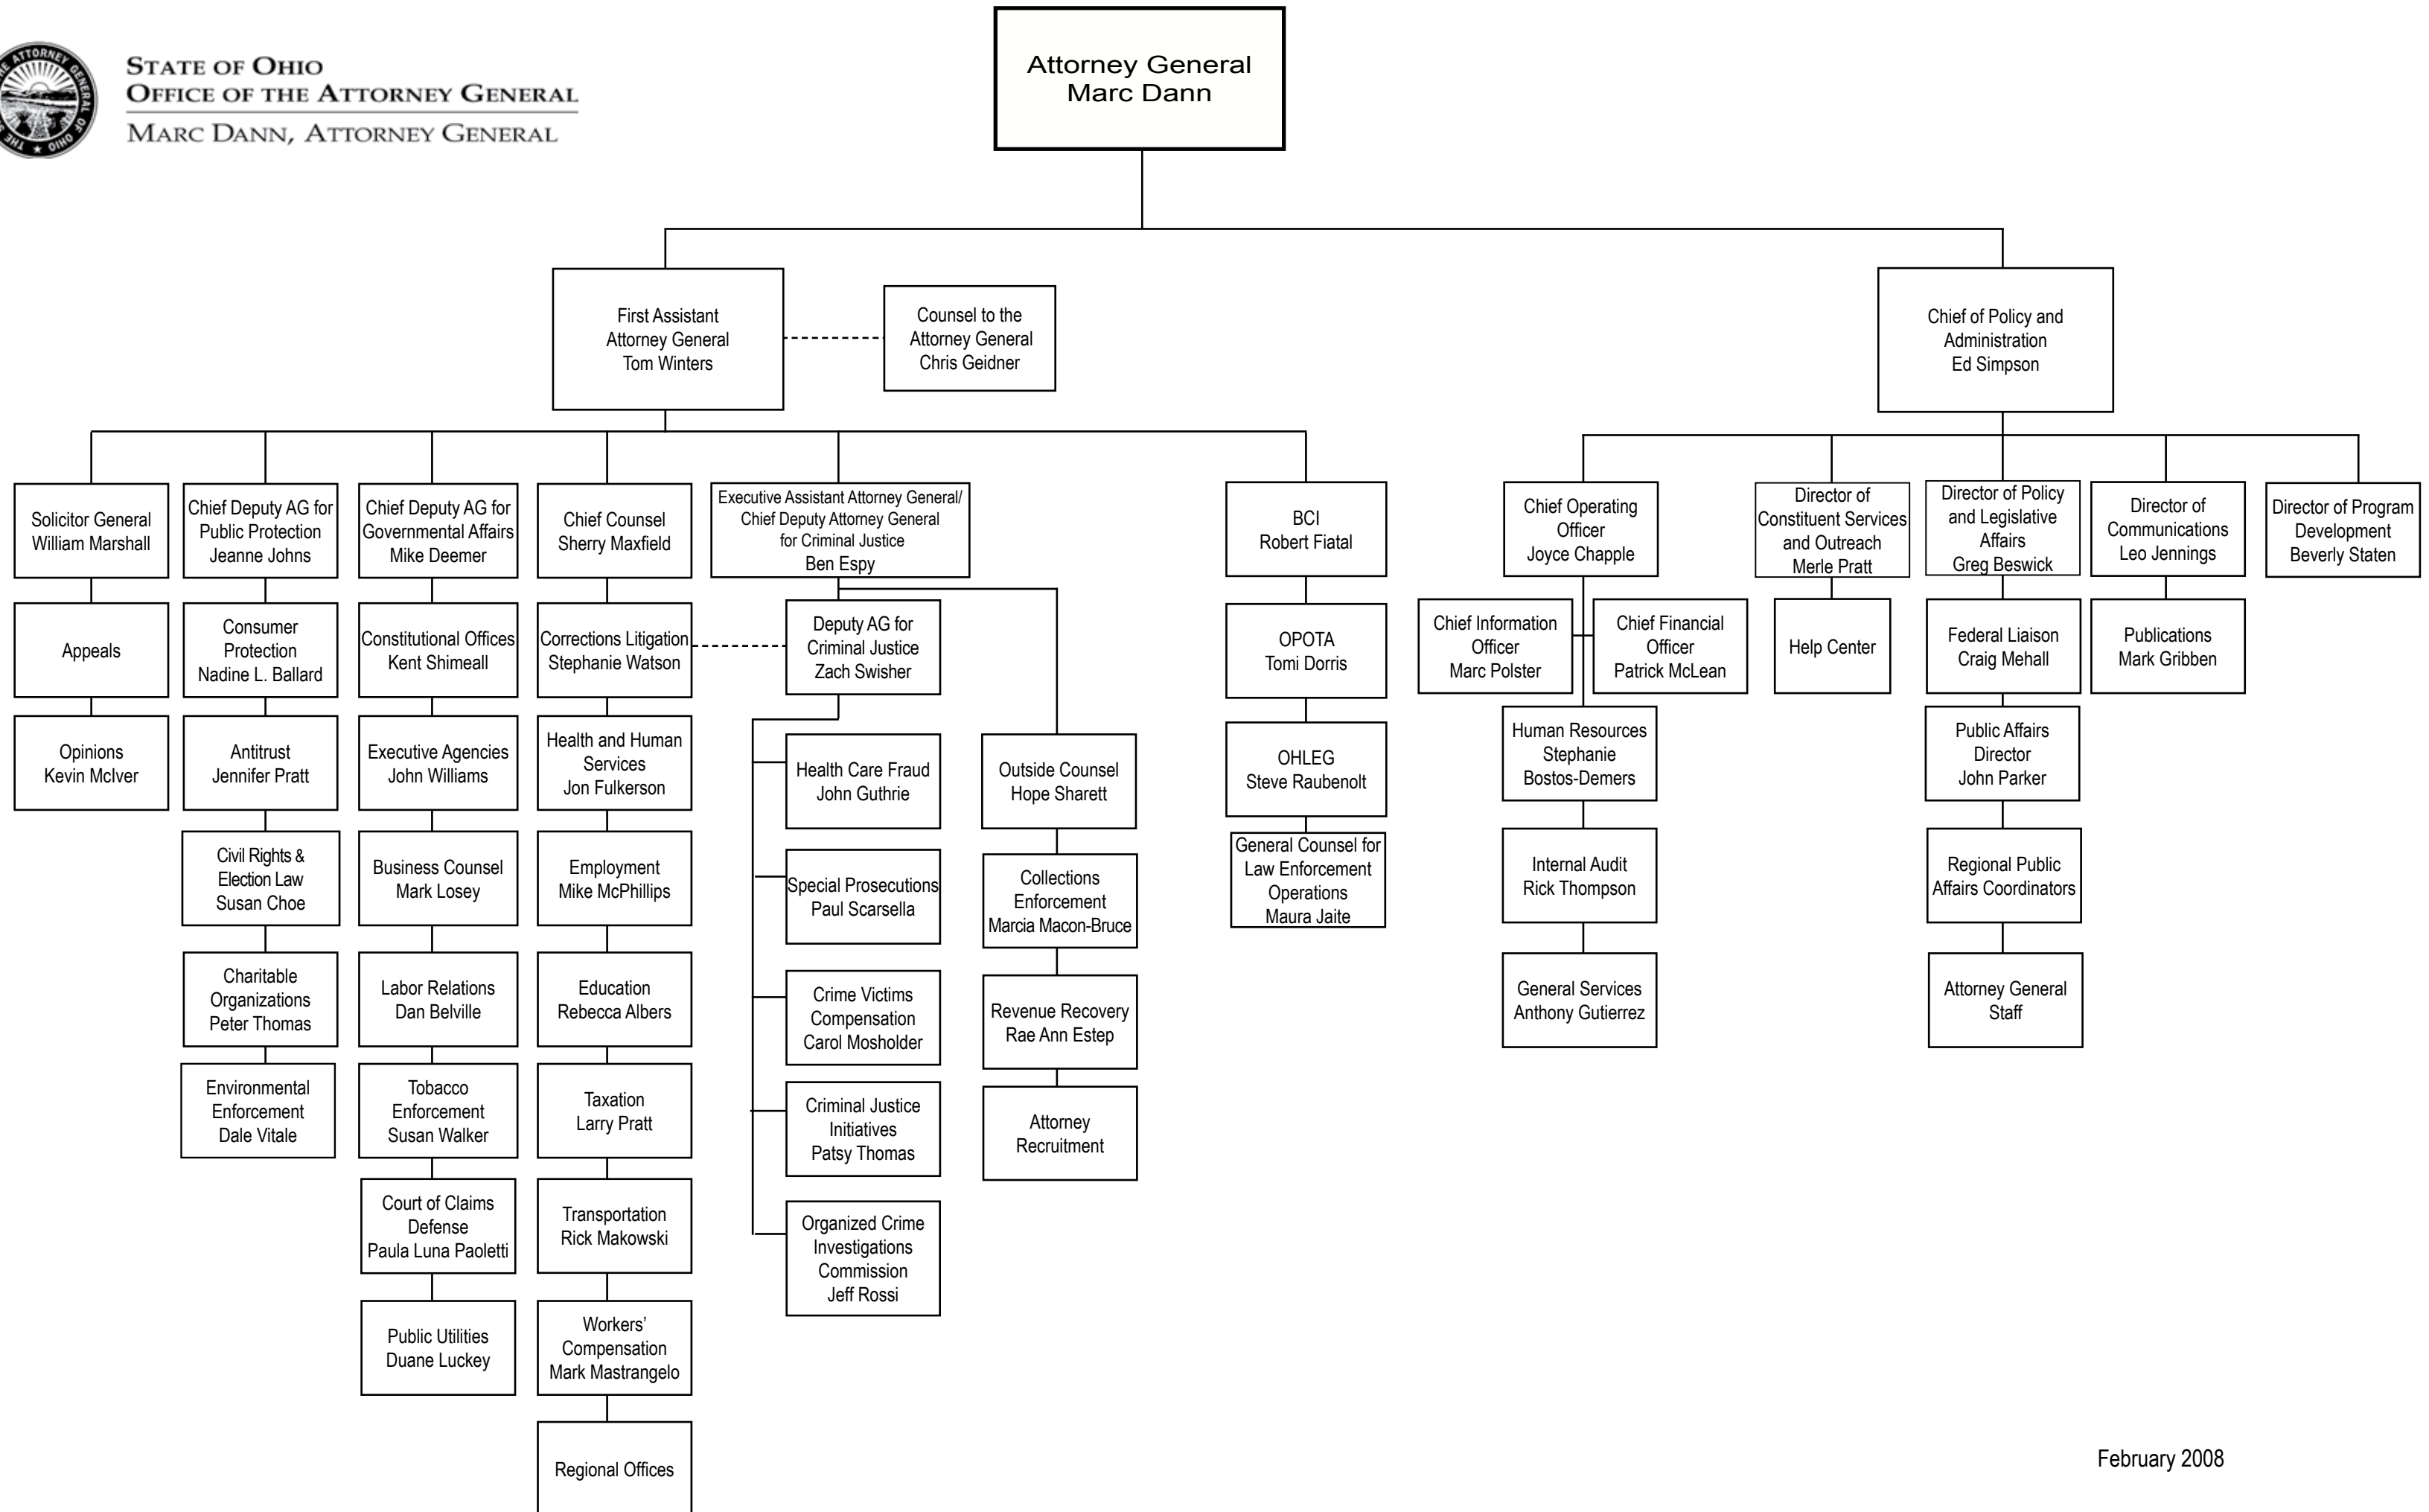 STATE OF OHIO
OFFICE OF THE ATTORNEY GENERAL
MARC DANN, ATTORNEY GENERAL
Attorney General
Marc Dann
First Assistant
Attorney General
Tom Winters
Counsel to the
Attorney General
Chris Geidner
Chief of Policy and
Administration
Ed Simpson
Solicitor General
William Marshall
Chief Deputy AG for
Public Protection
Jeanne Johns
Chief Deputy AG for
Governmental Affairs
Mike Deemer
Chief Counsel
Sherry Maxfield
Executive Assistant Attorney General/
Chief Deputy Attorney General
for Criminal Justice
Ben Espy
BCI
Robert Fiatal
Chief Operating
Officer
Joyce Chapple
Director of
Constituent Services
and Outreach
Merle Pratt
Director of Policy
and Legislative
Affairs
Greg Beswick
Director of
Communications
Leo Jennings
Director of Program
Development
Beverly Staten
Appeals
Consumer
Protection
Nadine L. Ballard
Constitutional Offices
Kent Shimeall
Corrections Litigation
Stephanie Watson
Deputy AG for
Criminal Justice
Zach Swisher
OPOTA
Tomi Dorris
Chief Information
Officer
Marc Polster
Chief Financial
Officer
Patrick McLean
Help Center
Federal Liaison
Craig Mehall
Publications
Mark Gribben
Opinions
Kevin McIver
Antitrust
Jennifer Pratt
Executive Agencies
John Williams
Health and Human
Services
Jon Fulkerson
Health Care Fraud
John Guthrie
Outside Counsel
Hope Sharett
OHLEG
Steve Raubenolt
Human Resources
Stephanie
Bostos-Demers
Public Affairs
Director
John Parker
Civil Rights &
Election Law
Susan Choe
Business Counsel
Mark Losey
Employment
Mike McPhillips
Special Prosecutions
Paul Scarsella
Collections
Enforcement
Marcia Macon-Bruce
General Counsel for
Law Enforcement
Operations
Maura Jaite
Internal Audit
Rick Thompson
Regional Public
Affairs Coordinators
Charitable
Organizations
Peter Thomas
Labor Relations
Dan Belville
Education
Rebecca Albers
Crime Victims
Compensation
Carol Mosholder
Revenue Recovery
Rae Ann Estep
General Services
Anthony Gutierrez
Attorney General
Staff
Environmental
Enforcement
Dale Vitale
Tobacco
Enforcement
Susan Walker
Taxation
Larry Pratt
Criminal Justice
Initiatives
Patsy Thomas
Attorney
Recruitment
Court of Claims
Defense
Paula Luna Paoletti
Transportation
Rick Makowski
Organized Crime
Investigations
Commission
Jeff Rossi
Public Utilities
Duane Luckey
Workers’
Compensation
Mark Mastrangelo
Regional Offices
February 2008